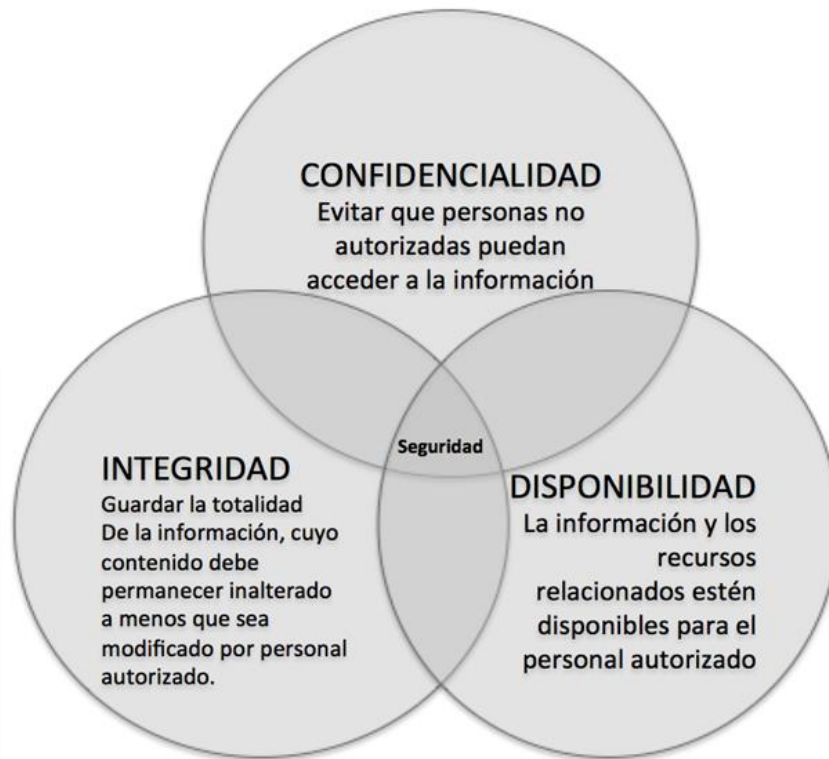 CONFIDENCIALIDAD
Evitar que personas no
autorizadas puedan
acceder a la información
Seguridad
INTEGRIDAD
Guardar la totalidad
De la información, cuyo
contenido debe
permanecer inalterado
a menos que sea
modificado por personal
autorizado.
DISPONIBILIDAD
La información y los
recursos
relacionados estén
disponibles para el
personal autorizado